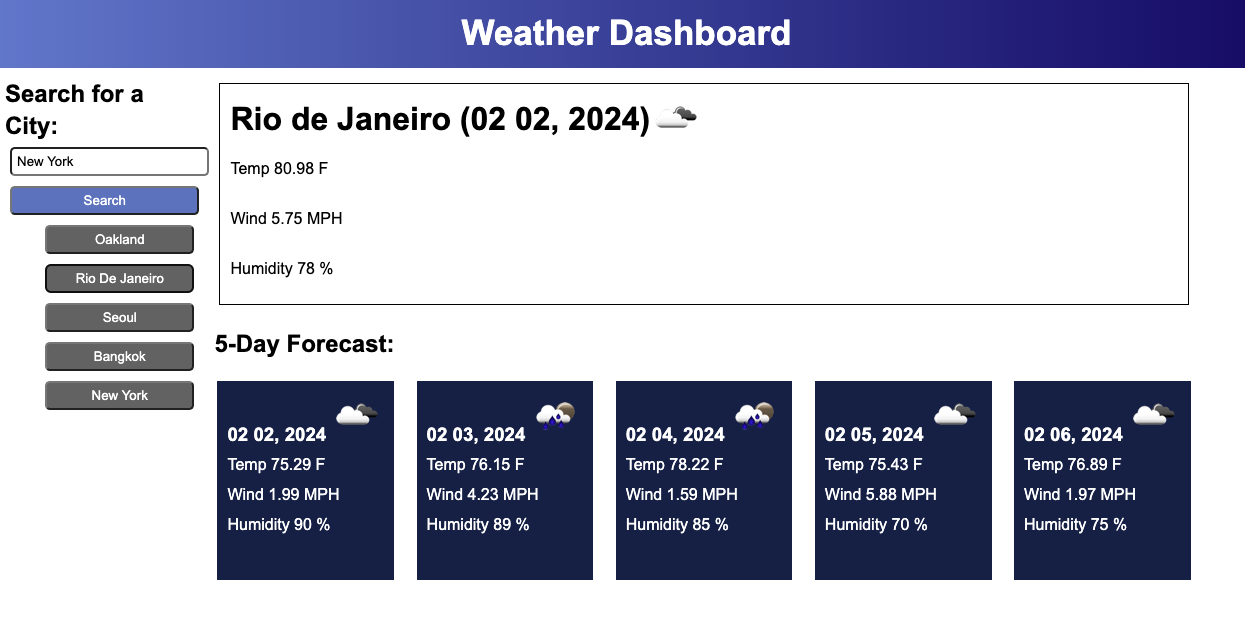 Weather Dashboard
Search for a
City:
New York
Search
Oakland
Rio De Janeiro
Seoul
Bangkok
New York
Rio de Janeiro (02 02, 2024)
Temp 80.98 F
Wind 5.75 MPH
Humidity 78 %
5-Day Forecast:
02 02, 2024
Temp 75.29 F
Wind 1.99 MPH
Humidity 90 %
02 03, 2024
Temp 76.15 F
Wind 4.23 MPH
Humidity 89 %
02 04, 2024
Temp 78.22 F
Wind 1.59 MPH
Humidity 85 %
02 05, 2024
Temp 75.43 F
Wind 5.88 MPH
Humidity 70 %
02 06, 2024
Temp 76.89 F
Wind 1.97 MPH
Humidity 75 %